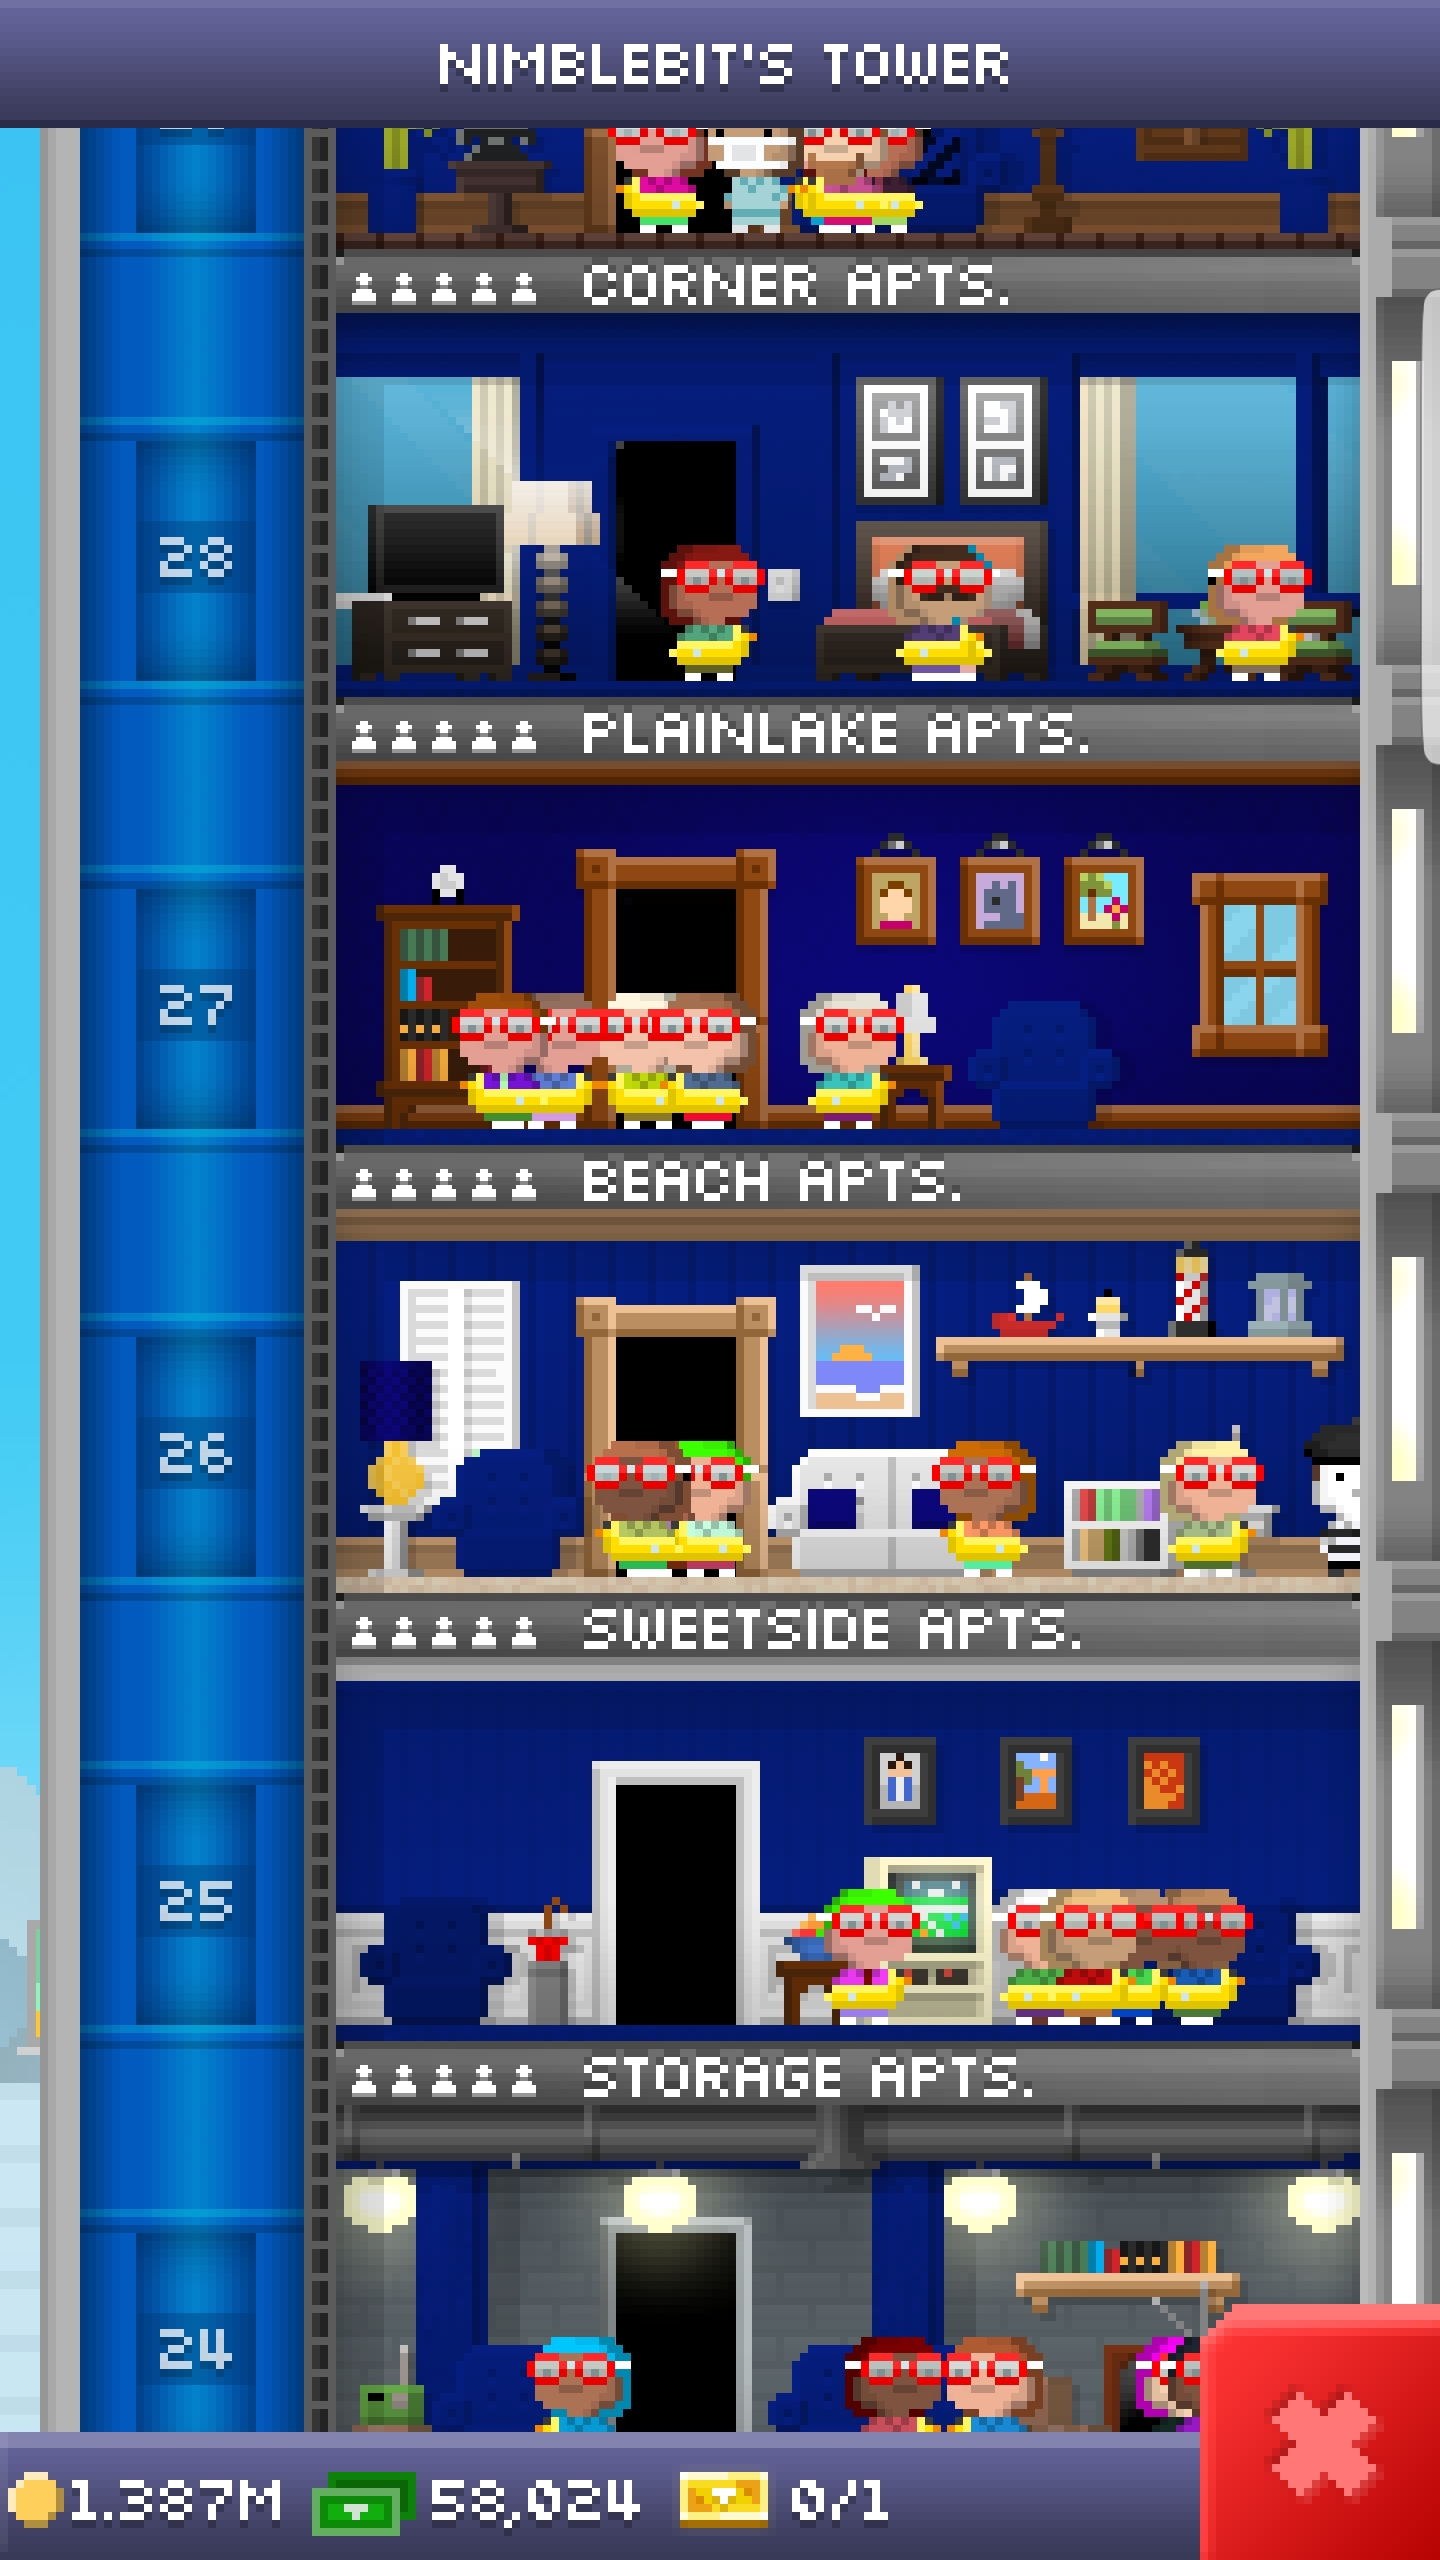 NIMBLEBIT'S TOWER
CORNER APTS.
28
PLAINLAKE APTS.
27
BEACH APTS.
26
SWEETSIDE APTS.
25
STORAGE APTS.
24
1.387M 58,024 0/1